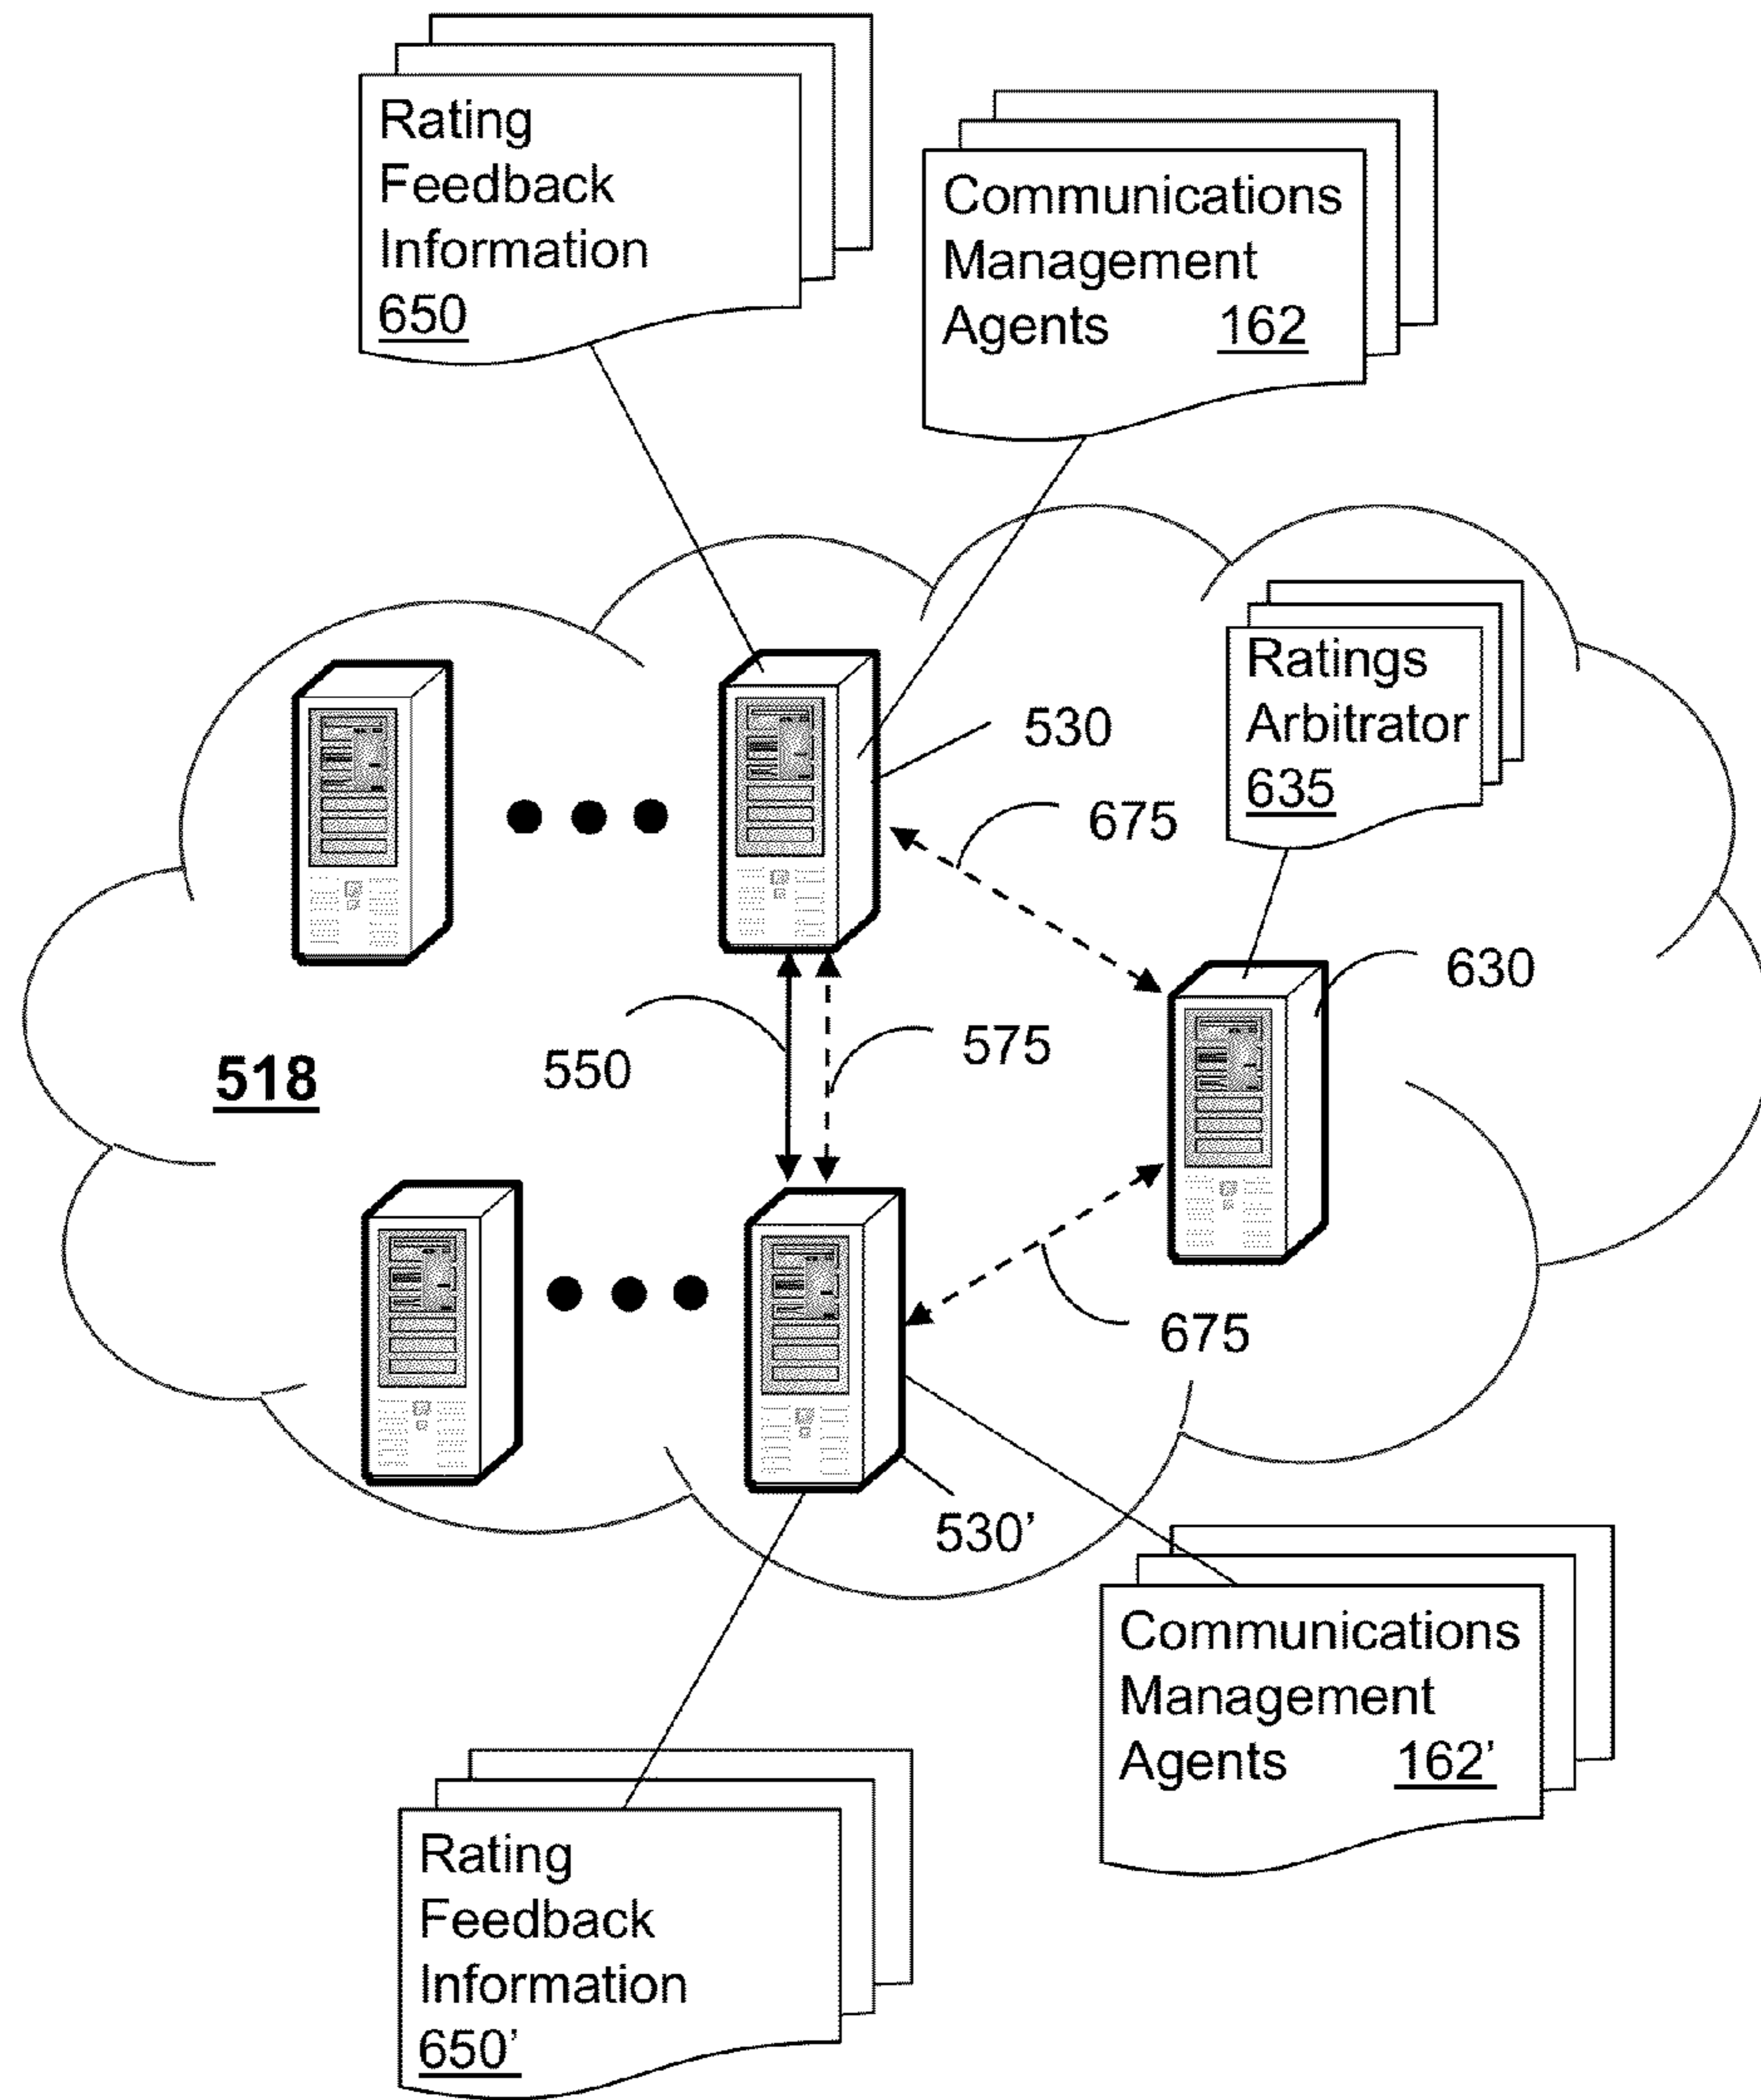 Rating
Feedback
Information
650
Communications
Management
Agents 162
530
675
Ratings
Arbitrator
635
630
550
575
518
675
530’
Communications
Management
Agents 162’
Rating
Feedback
Information
650’